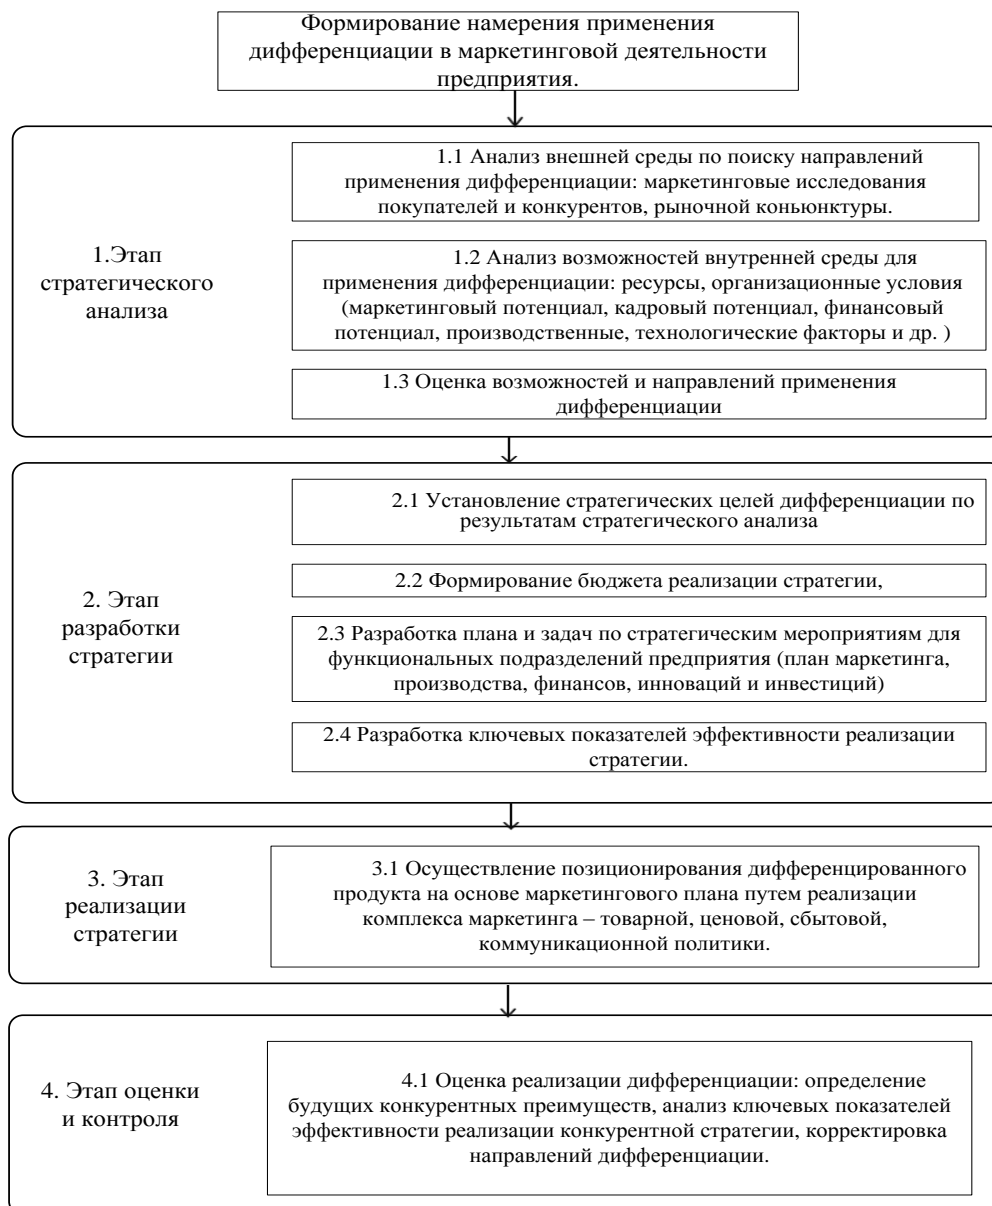 Формирование намерения применения
дифференциации в маркетинговой деятельности
предприятия.
1.Этап
стратегического
анализа
1.1 Анализ внешней среды по поиску направлений
применения дифференциации: маркетинговые исследования
покупателей и конкурентов, рыночной коньюнктуры.
1.2 Анализ возможностей внутренней среды для
применения дифференциации: ресурсы, организационные условия
(маркетинговый потенциал, кадровый потенциал, финансовый
потенциал, производственные, технологические факторы и др. )
1.3 Оценка возможностей и направлений применения
дифференциации
2. Этап
разработки
стратегии
2.1 Установление стратегических целей дифференциации по
результатам стратегического анализа
2.2 Формирование бюджета реализации стратегии,
2.3 Разработка плана и задач по стратегическим мероприятиям для
функциональных подразделений предприятия (план маркетинга,
производства, финансов, инноваций и инвестиций)
2.4 Разработка ключевых показателей эффективности реализации
стратегии.
3. Этап
реализации
стратегии
3.1 Осуществление позиционирования дифференцированного
продукта на основе маркетингового плана путем реализации
комплекса маркетинга – товарной, ценовой, сбытовой,
коммуникационной политики.
4. Этап оценки
и контроля
4.1 Оценка реализации дифференциации: определение
будущих конкурентных преимуществ, анализ ключевых показателей
эффективности реализации конкурентной стратегии, корректировка
направлений дифференциации.